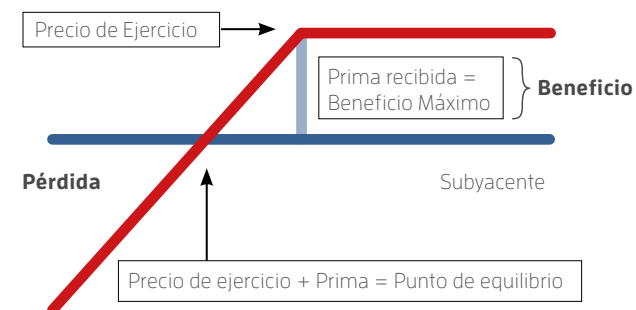 Precio de Ejercicio
Prima recibida =
Beneficio Máximo
Beneficio
Pérdida
Subyacente
Precio de ejercicio + Prima = Punto de equilibrio